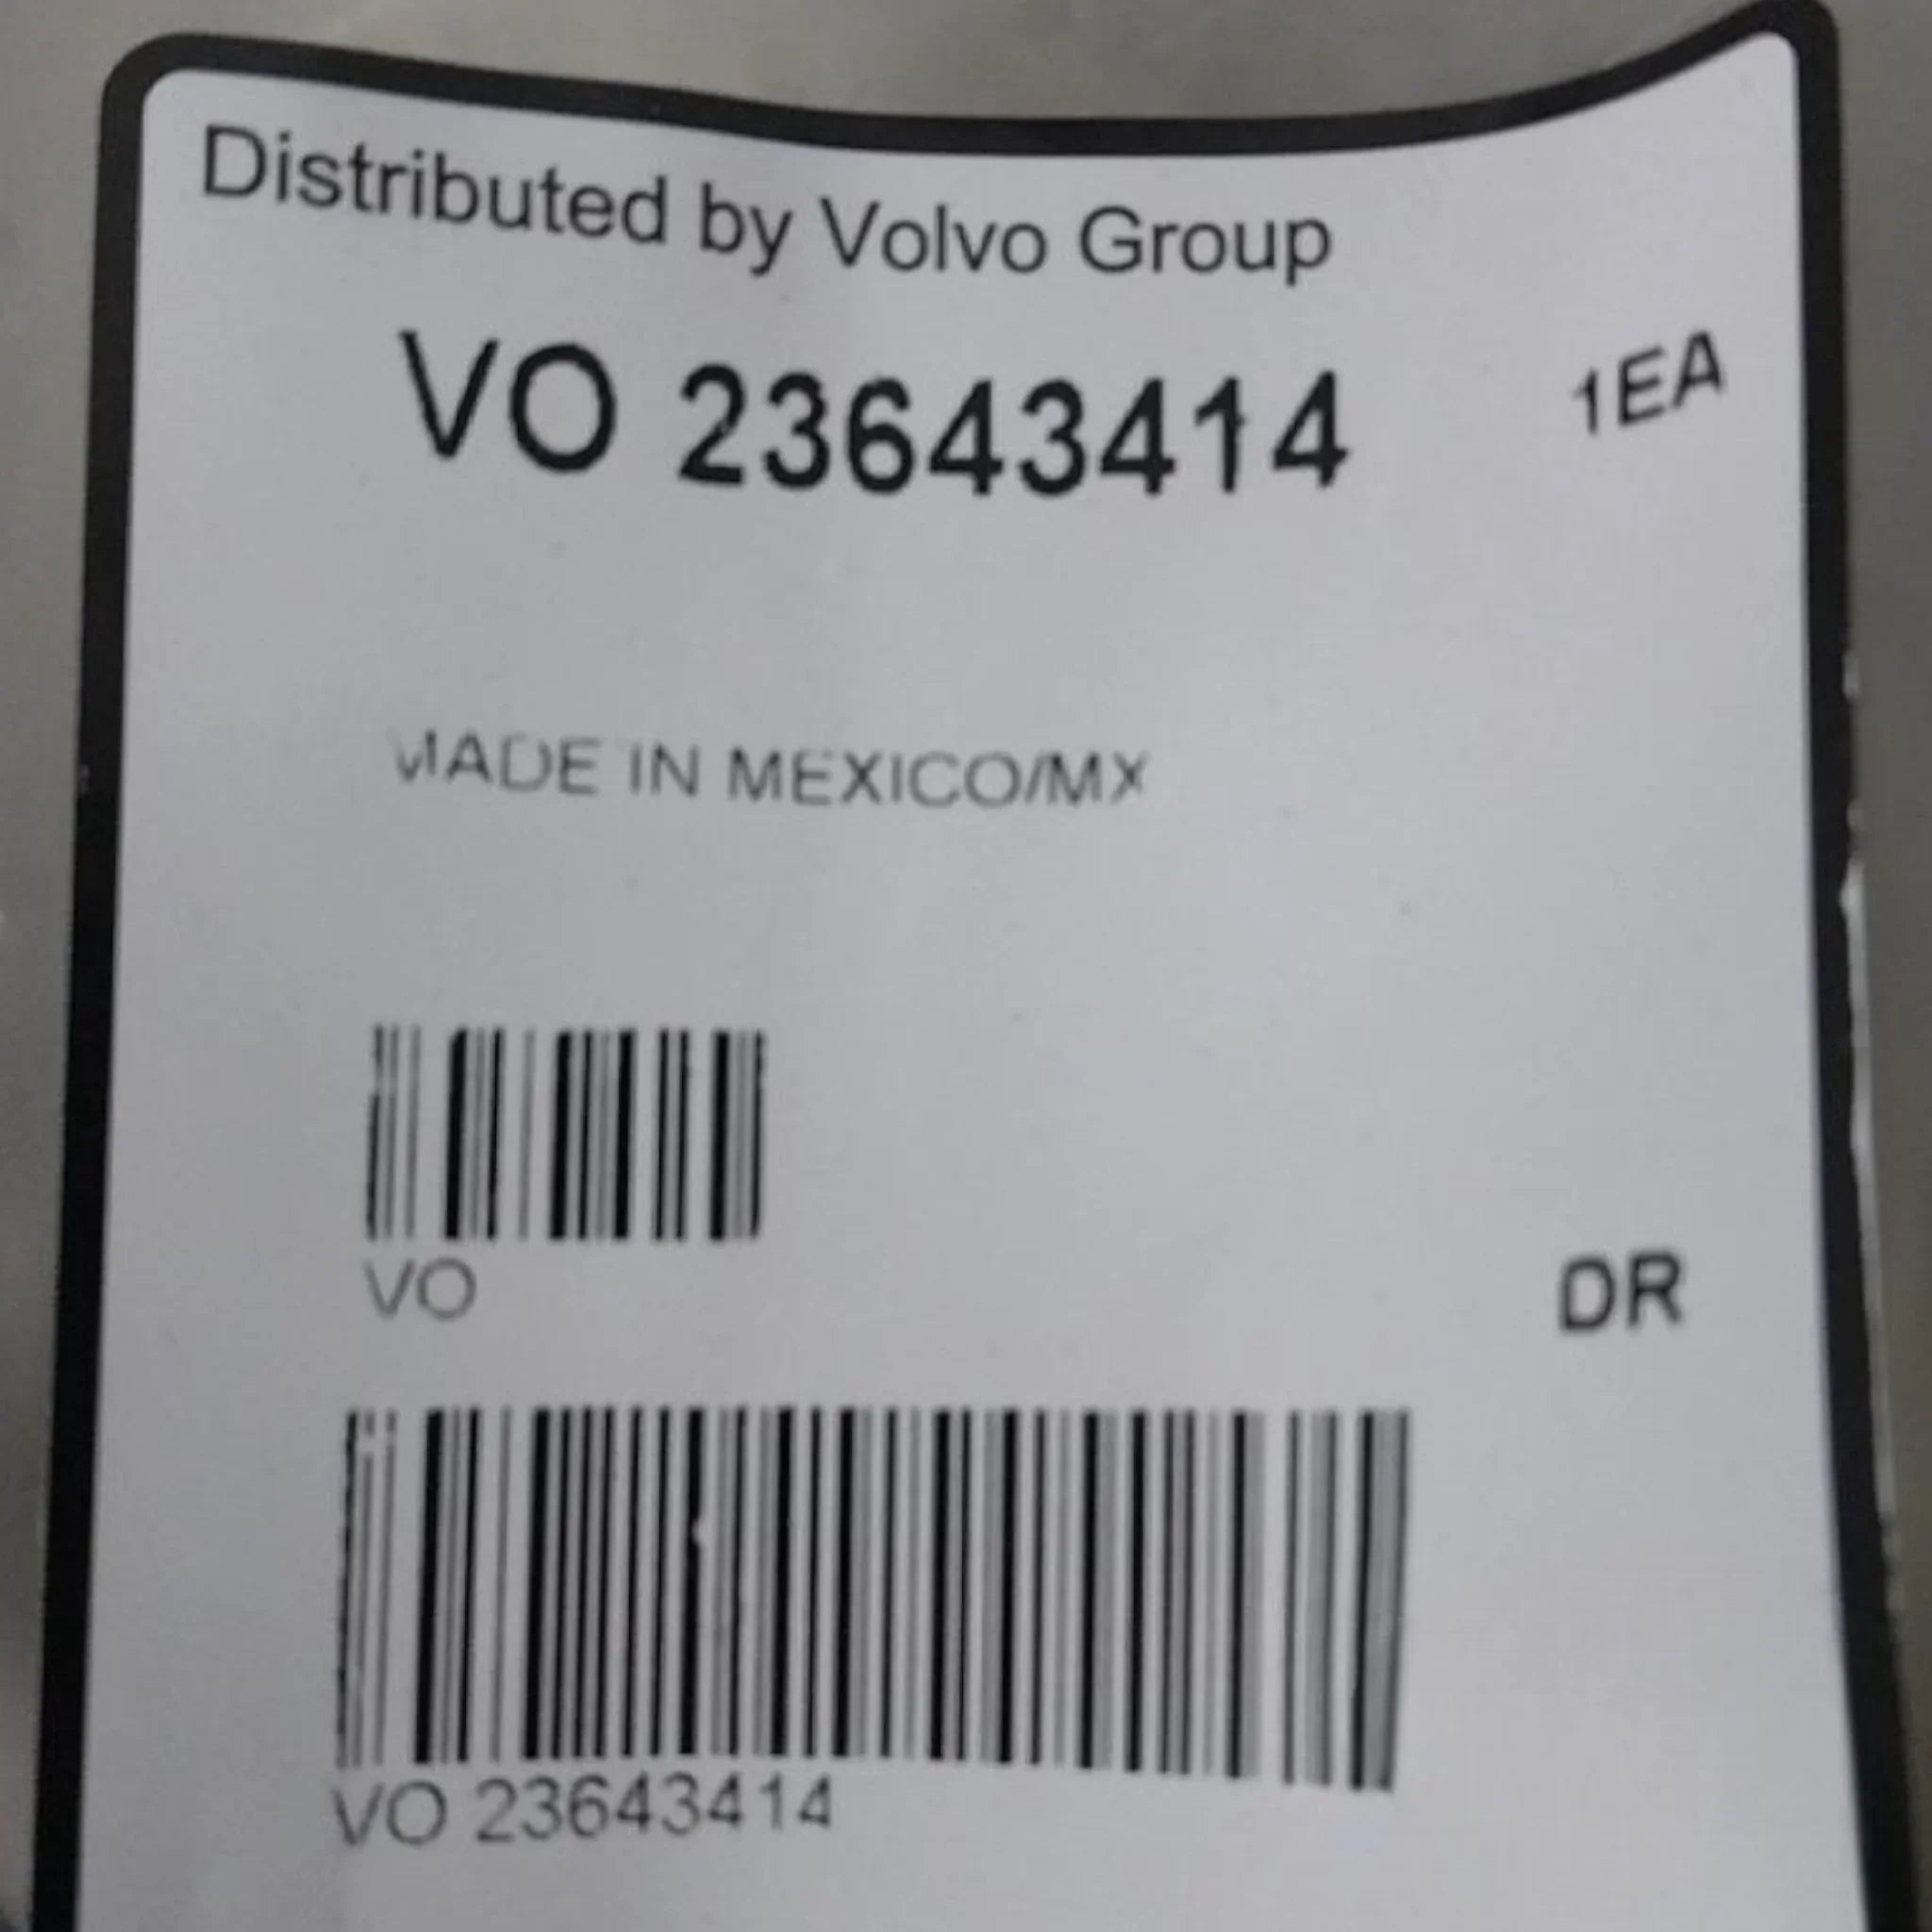 Distributed by Volvo Group
VO 23643414 1EA
MADE IN MEXICO/MX
VO
DR
VO 23643414